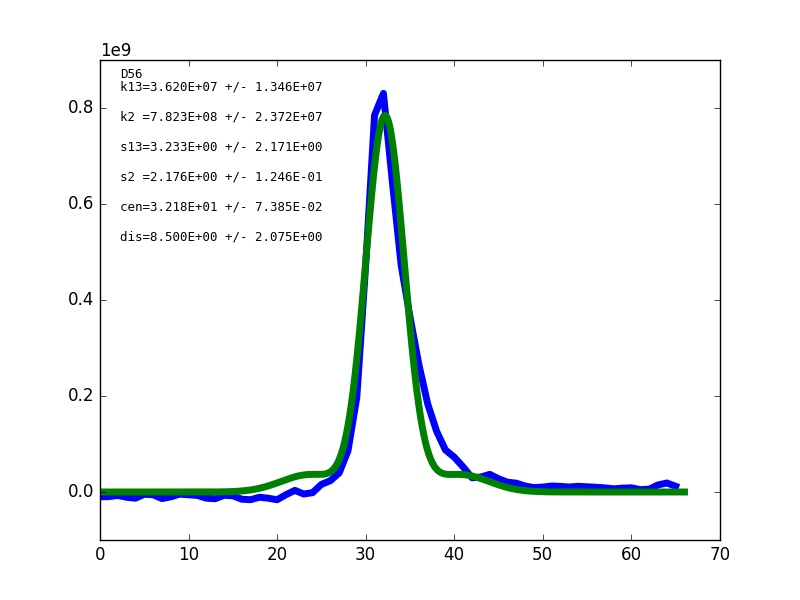 1e9
D56
k13=3.620E+07 +/- 1.346E+07
k2 =7.823E+08 +/- 2.372E+07
s13=3.233E+00 +/- 2.171E+00
s2 =2.176E+00 +/- 1.246E-01
cen=3.218E+01 +/- 7.385E-02
dis=8.500E+00 +/- 2.075E+00
0.8
0.6
0.4
0.2
0.0
0 10 20 30 40 50 60 70